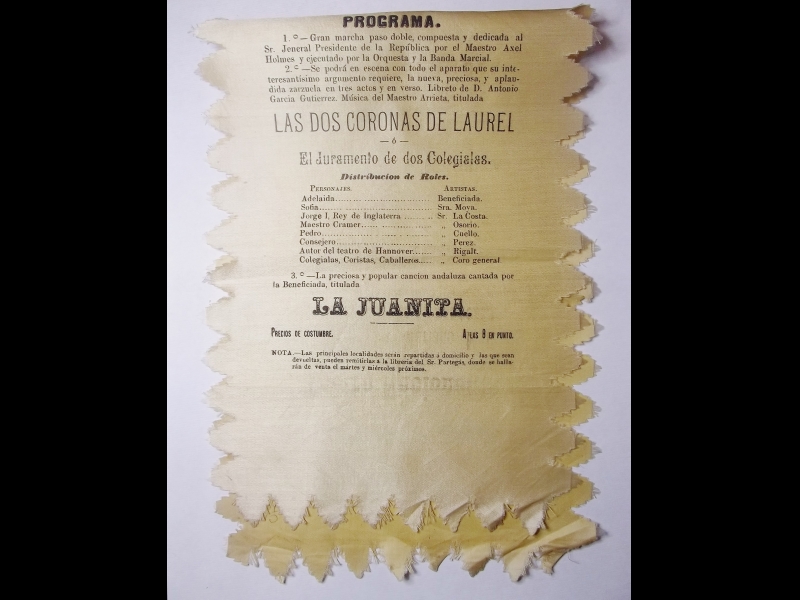 PROGRAMA.
1.º—Gran marcha paso doble, compuesta y dedicada al
Sr. Jeneral Presidente de la República por el Maestro Axel
Holmes y ejecutado por la Orquesta y la Banda Marcial.
2.º—Se podrá en escena con todo el aparato que su inte-
teresantísimo argumento requiere, la nueva, preciosa, y aplau-
dida zarzuela en tres actos y en verso. Libreto de D. Antonio
Garcia Gutierrez. Música del Maestro Arrieta, titulada
LAS DOS CORONAS DE LAUREL
—ó—
El Juramento de dos Colegialas.
Distribucion de Roles.
PERSONAJES. ARTISTAS.
Adelaida.............................. Beneficiada.
Sofia.................................. Sra. Moya.
Jorge I, Rey de Inglaterra ......... Sr. La Costa.
Maestro Cramer..................... „ Osorio.
Pedro................................. „ Cuello.
Consejero............................ „ Perez.
Autor del teatro de Hannover...... „ Rigalt.
Colegialas, Coristas, Caballeros..... „ Coro general
3.º—La preciosa y popular cancion andaluza cantada por
la Beneficiada, titulada
LA JUANITA.
PRECIOS DE COSTUMBRE. A LAS 8 EN PUNTO.
NOTA.—Las principales localidades serán repartidas á domicilio y las que sean
devueltas, pueden remitirlas a la librería del Sr. Partegás, donde se halla-
rán de venta el martes y miércoles próximos.